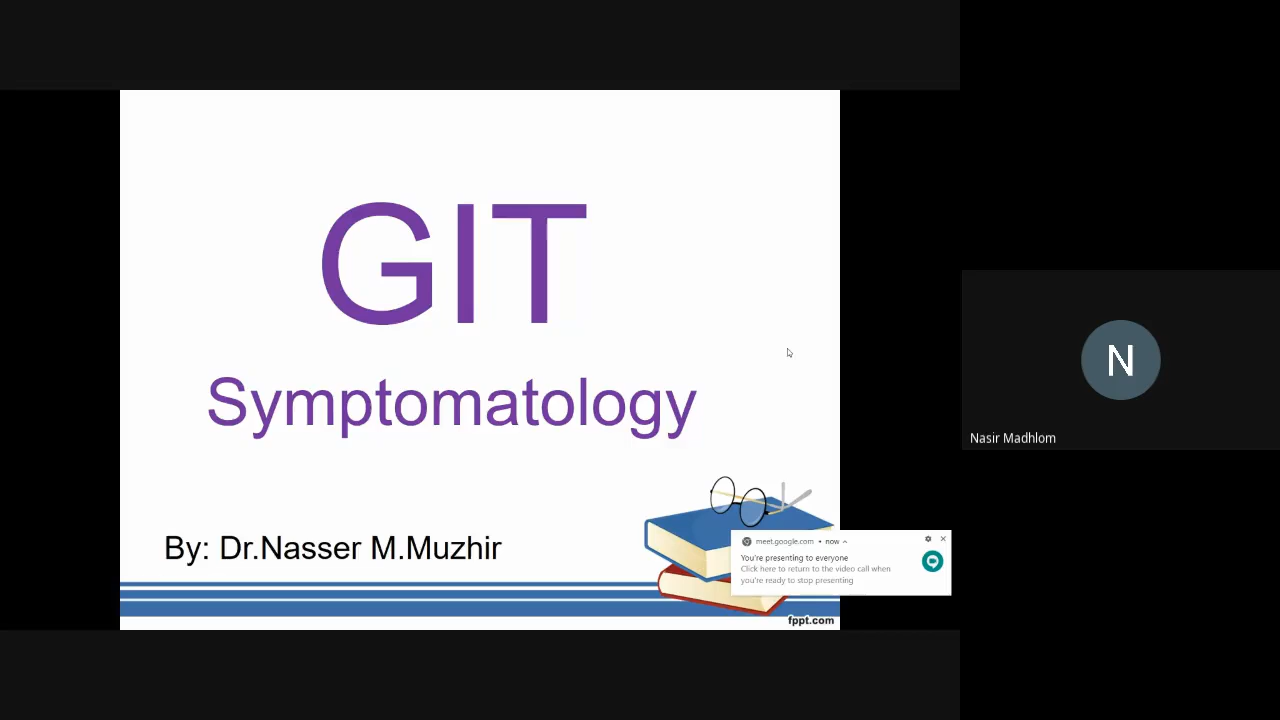 GIT
Symptomatology
By: Dr.Nasser M.Muzhir
meet.google.com • now
You're presenting to everyone
Click here to return to the video call when
you're ready to stop presenting
fppt.com
N
Nasir Madhlom